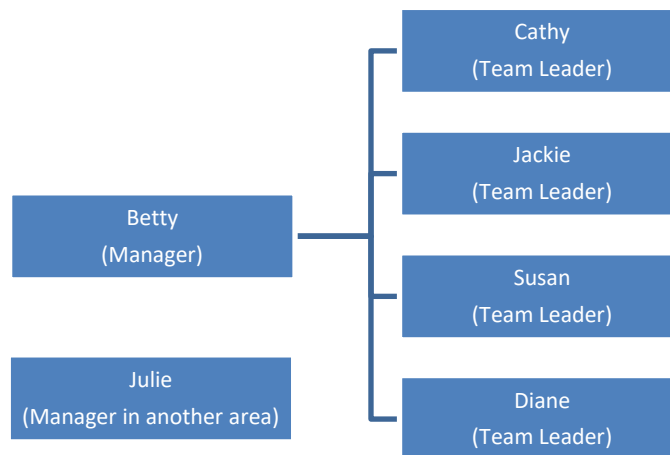 Cathy
(Team Leader)
Jackie
(Team Leader)
Betty
(Manager)
Susan
(Team Leader)
Julie
(Manager in another area)
Diane
(Team Leader)